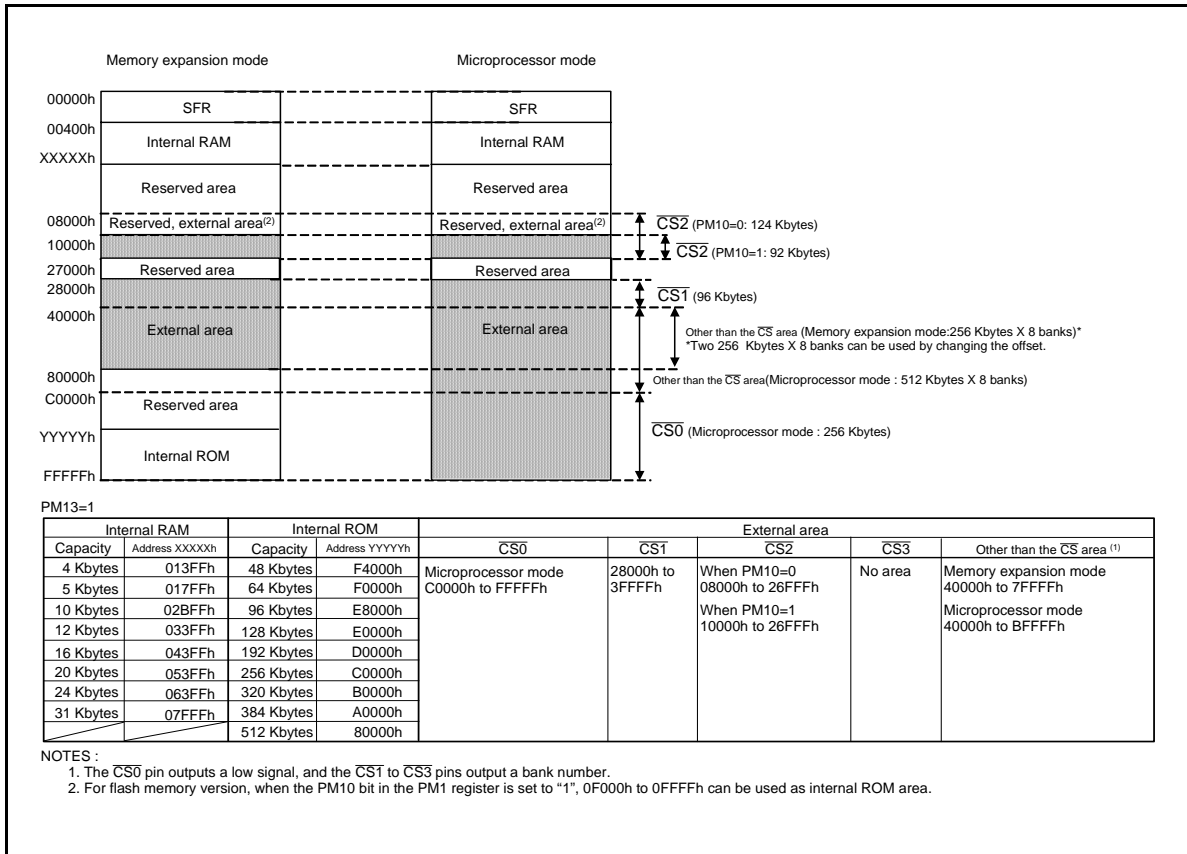 Memory expansion mode Microprocessor mode
00000h
SFR SFR
00400h
Internal RAM Internal RAM
XXXXXh
Reserved area Reserved area
08000h Reserved, external area(2) Reserved, external area(2) CS2 (PM10=0: 124 Kbytes)
10000h CS2 (PM10=1: 92 Kbytes)
27000h Reserved area Reserved area
28000h CS1 (96 Kbytes)
40000h
External area External area Other than the CS area (Memory expansion mode:256 Kbytes X 8 banks)*
*Two 256 Kbytes X 8 banks can be used by changing the offset.
80000h Other than the CS area(Microprocessor mode : 512 Kbytes X 8 banks)
C0000h
Reserved area
YYYYYh CS0 (Microprocessor mode : 256 Kbytes)
Internal ROM
FFFFFh
PM13=1
Internal RAM Internal ROM External area
Capacity Address XXXXXh Capacity Address YYYYYh CS0 CS1 CS2 CS3 Other than the CS area (1)
4 Kbytes 013FFh 48 Kbytes F4000h Microprocessor mode 28000h to When PM10=0 No area Memory expansion mode
5 Kbytes 017FFh 64 Kbytes F0000h C0000h to FFFFFh 3FFFFh 08000h to 26FFFh 40000h to 7FFFFh
10 Kbytes 02BFFh 96 Kbytes E8000h When PM10=1 Microprocessor mode
12 Kbytes 033FFh 128 Kbytes E0000h 10000h to 26FFFh 40000h to BFFFFh
16 Kbytes 043FFh 192 Kbytes D0000h
20 Kbytes 053FFh 256 Kbytes C0000h
24 Kbytes 063FFh 320 Kbytes B0000h
31 Kbytes 07FFFh 384 Kbytes A0000h
512 Kbytes 80000h
NOTES :
1. The CS0 pin outputs a low signal, and the CS1 to CS3 pins output a bank number.
2. For flash memory version, when the PM10 bit in the PM1 register is set to “1”, 0F000h to 0FFFFh can be used as internal ROM area.